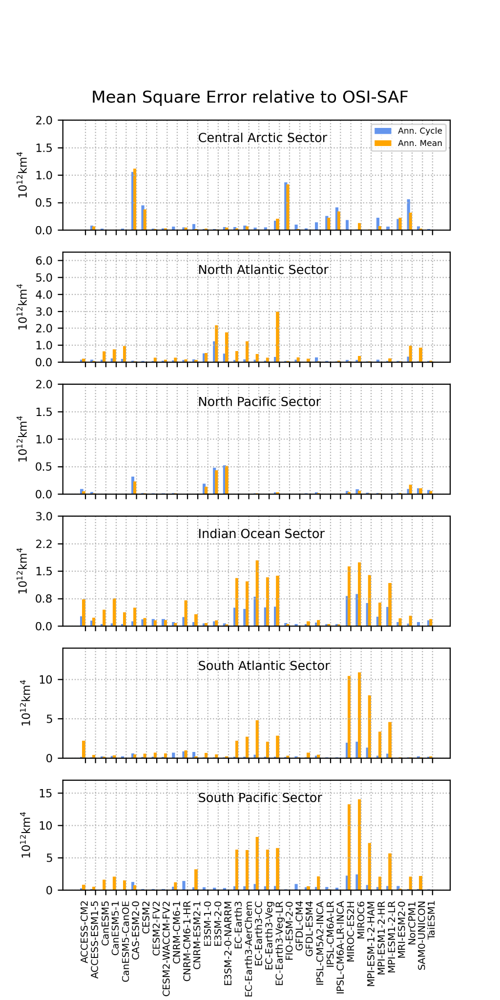 Mean Square Error relative to OSI-SAF
2.0
1.5
1.0
0.5
0.0
10¹²km⁴
Central Arctic Sector
Ann. Cycle
Ann. Mean
6.0
5.0
4.0
3.0
2.0
1.0
0.0
10¹²km⁴
North Atlantic Sector
2.0
1.5
1.0
0.5
0.0
10¹²km⁴
North Pacific Sector
3.0
2.2
1.5
0.8
0.0
10¹²km⁴
Indian Ocean Sector
10
5
0
10¹²km⁴
South Atlantic Sector
15
10
5
0
10¹²km⁴
South Pacific Sector
ACCESS-CM2
ACCESS-ESM1-5
CanESM5
CanESM5-1
CanESM5-CanOE
CAS-ESM2-0
CESM2
CESM2-FV2
CESM2-WACCM-FV2
CNRM-CM6-1
CNRM-CM6-1-HR
CNRM-ESM2-1
E3SM-1-0
E3SM-2-0
E3SM-2-0-NARRM
EC-Earth3
EC-Earth3-AerChem
EC-Earth3-CC
EC-Earth3-Veg
EC-Earth3-Veg-LR
FIO-ESM-2-0
GFDL-CM4
GFDL-ESM4
IPSL-CM5A2-INCA
IPSL-CM6A-LR
IPSL-CM6A-LR-INCA
MIROC-ES2H
MIROC6
MPI-ESM-1-2-HAM
MPI-ESM1-2-HR
MPI-ESM1-2-LR
MRI-ESM2-0
NorCPM1
SAM0-UNICON
TaiESM1